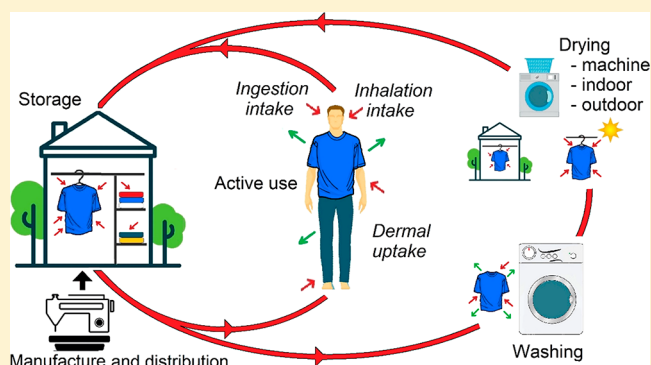 Storage
Ingestion
intake
Inhalation
intake
Drying
- machine
- indoor
- outdoor
Active use
Dermal
uptake
Washing
Manufacture and distribution